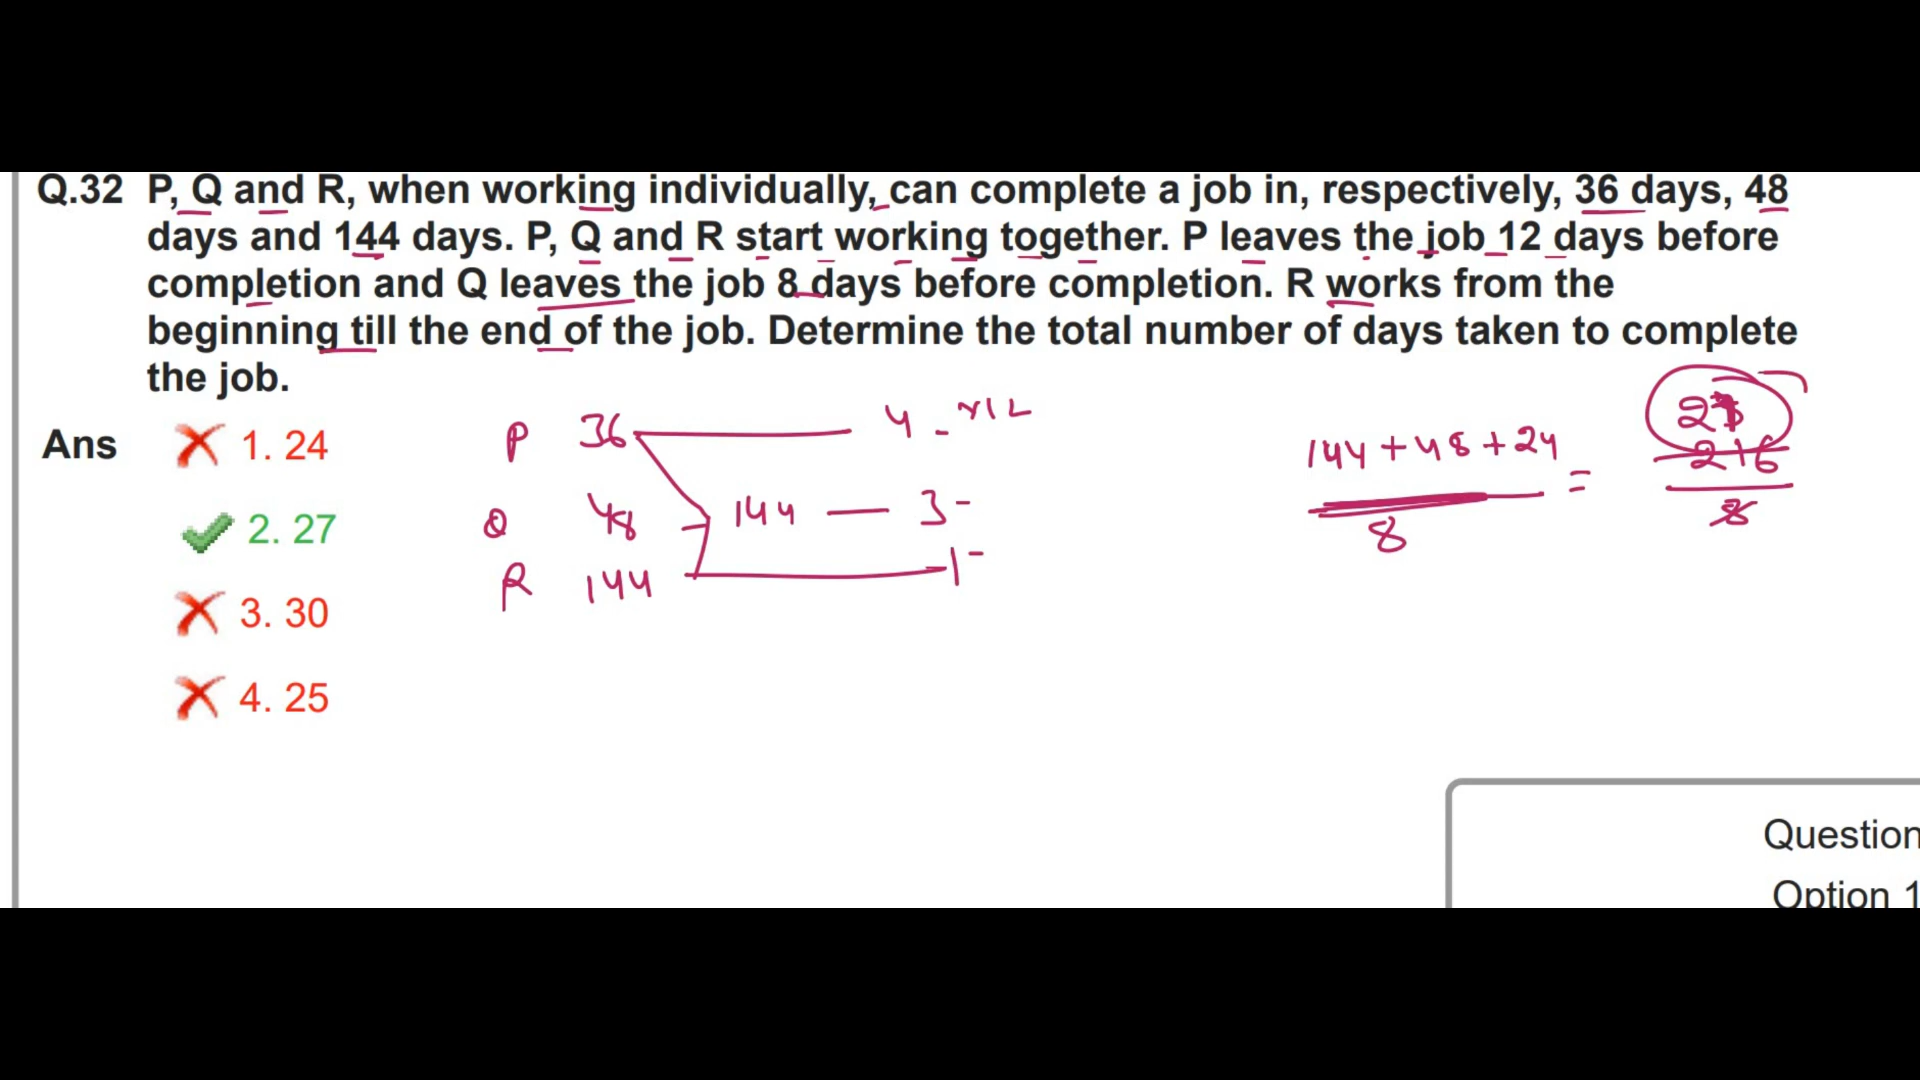 Q.32 P, Q and R, when working individually, can complete a job in, respectively, 36 days, 48
days and 144 days. P, Q and R start working together. P leaves the job 12 days before
completion and Q leaves the job 8 days before completion. R works from the
beginning till the end of the job. Determine the total number of days taken to complete
the job.
Ans 1. 24
2. 27
3. 30
4. 25
P 36 4 - x12
Q 48 144 — 3 -
R 144 1 -
144+48+24
8
=
27
216
8
Question
Option 1